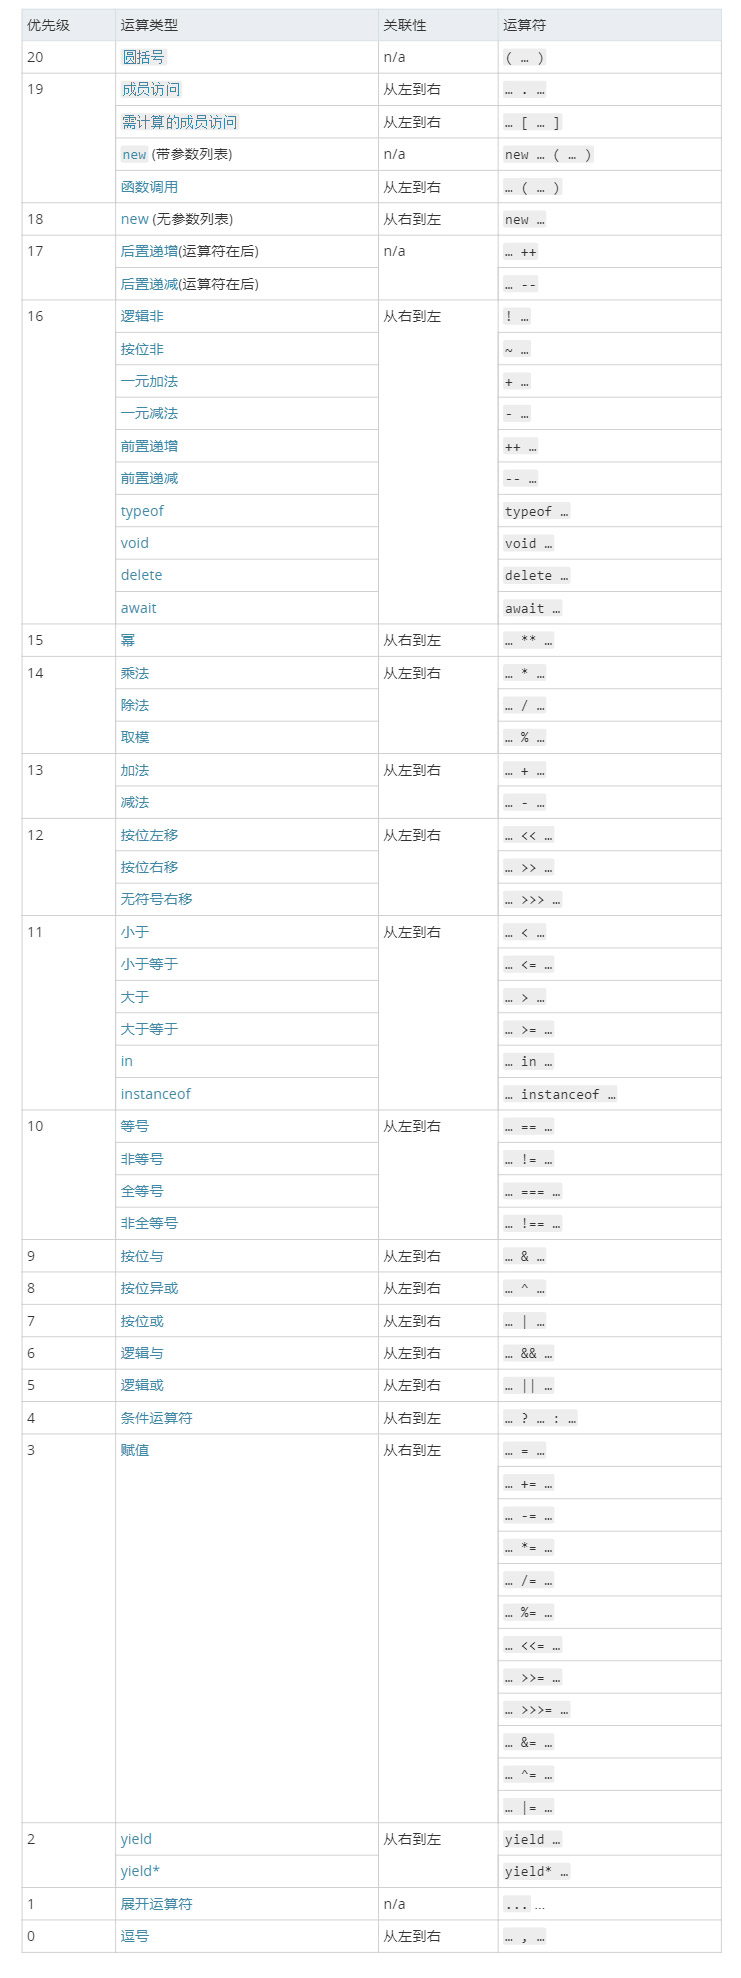 优先级 运算类型 关联性 运算符
20 圆括号 n/a ( … )
19 成员访问 从左到右 … . …
需计算的成员访问 从左到右 … [ … ]
new (带参数列表) n/a new … ( … )
函数调用 从左到右 … ( … )
18 new (无参数列表) 从右到左 new …
17 后置递增(运算符在后) n/a … ++
后置递减(运算符在后) … --
16 逻辑非 从右到左 ! …
按位非 ~ …
一元加法 + …
一元减法 - …
前置递增 ++ …
前置递减 -- …
typeof typeof …
void void …
delete delete …
await await …
15 幂 从右到左 … ** …
14 乘法 从左到右 … * …
除法 … / …
取模 … % …
13 加法 从左到右 … + …
减法 … - …
12 按位左移 从左到右 … << …
按位右移 … >> …
无符号右移 … >>> …
11 小于 从左到右 … < …
小于等于 … <= …
大于 … > …
大于等于 … >= …
in … in …
instanceof … instanceof …
10 等号 从左到右 … == …
非等号 … != …
全等号 … === …
非全等号 … !== …
9 按位与 从左到右 … & …
8 按位异或 从左到右 … ^ …
7 按位或 从左到右 … | …
6 逻辑与 从左到右 … && …
5 逻辑或 从左到右 … || …
4 条件运算符 从右到左 … ? … : …
3 赋值 从右到左 … = …
… += …
… -= …
… *= …
… /= …
… %= …
… <<= …
… >>= …
… >>>= …
… &= …
… ^= …
… |= …
2 yield 从右到左 yield …
yield* yield* …
1 展开运算符 n/a ... …
0 逗号 从左到右 … , …